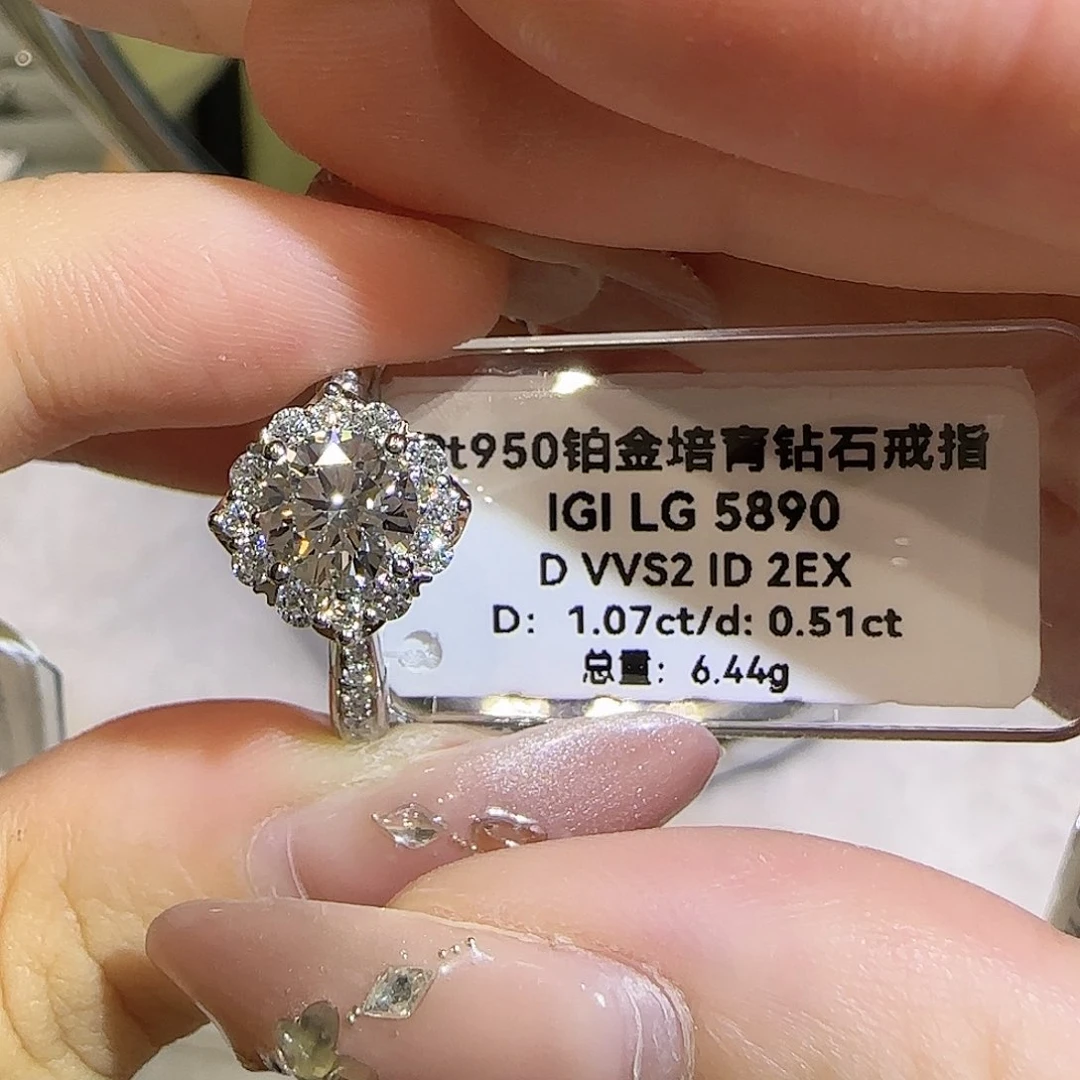 Pt950铂金培育钻石戒指
IGI LG 5890
D VVS2 ID 2EX
D: 1.07ct/d: 0.51ct
总量: 6.44g